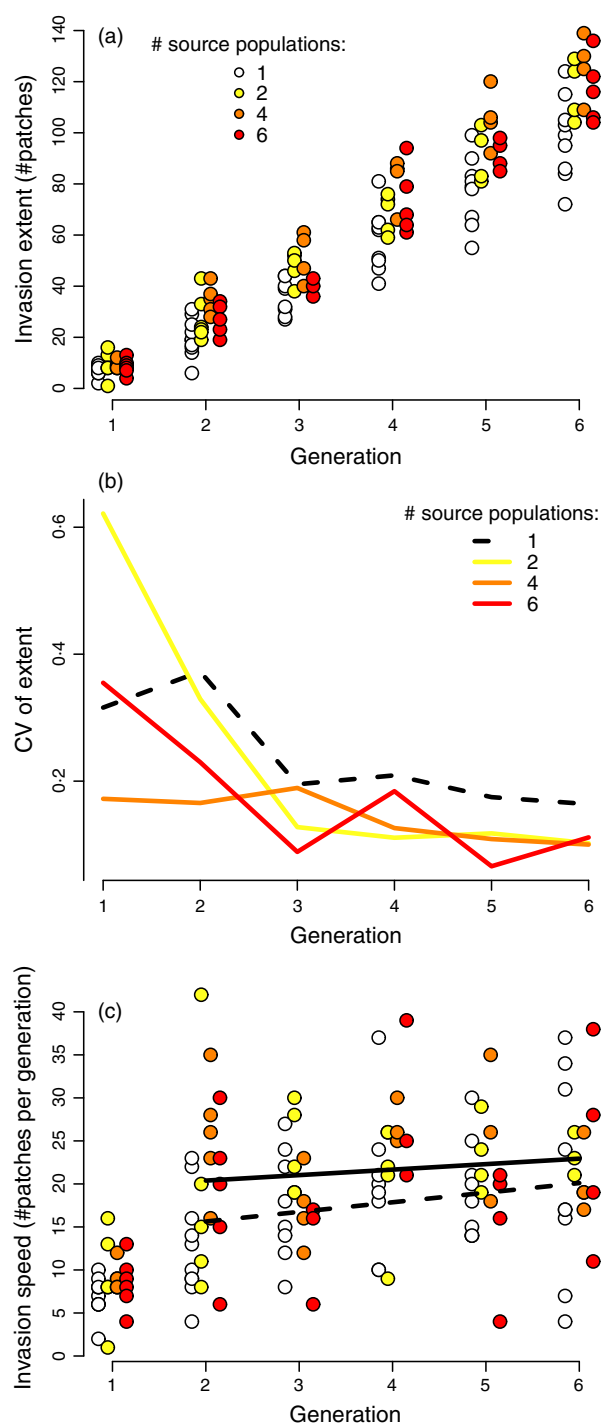 (a)
# source populations:
1
2
4
6
Invasion extent (#patches)
0 20 40 60 80 100 120 140
1 2 3 4 5 6
Generation
(b)
# source populations:
1
2
4
6
CV of extent
0·2 0·4 0·6
1 2 3 4 5 6
Generation
(c)
Invasion speed (#patches per generation)
0 5 10 15 20 25 30 35 40
1 2 3 4 5 6
Generation